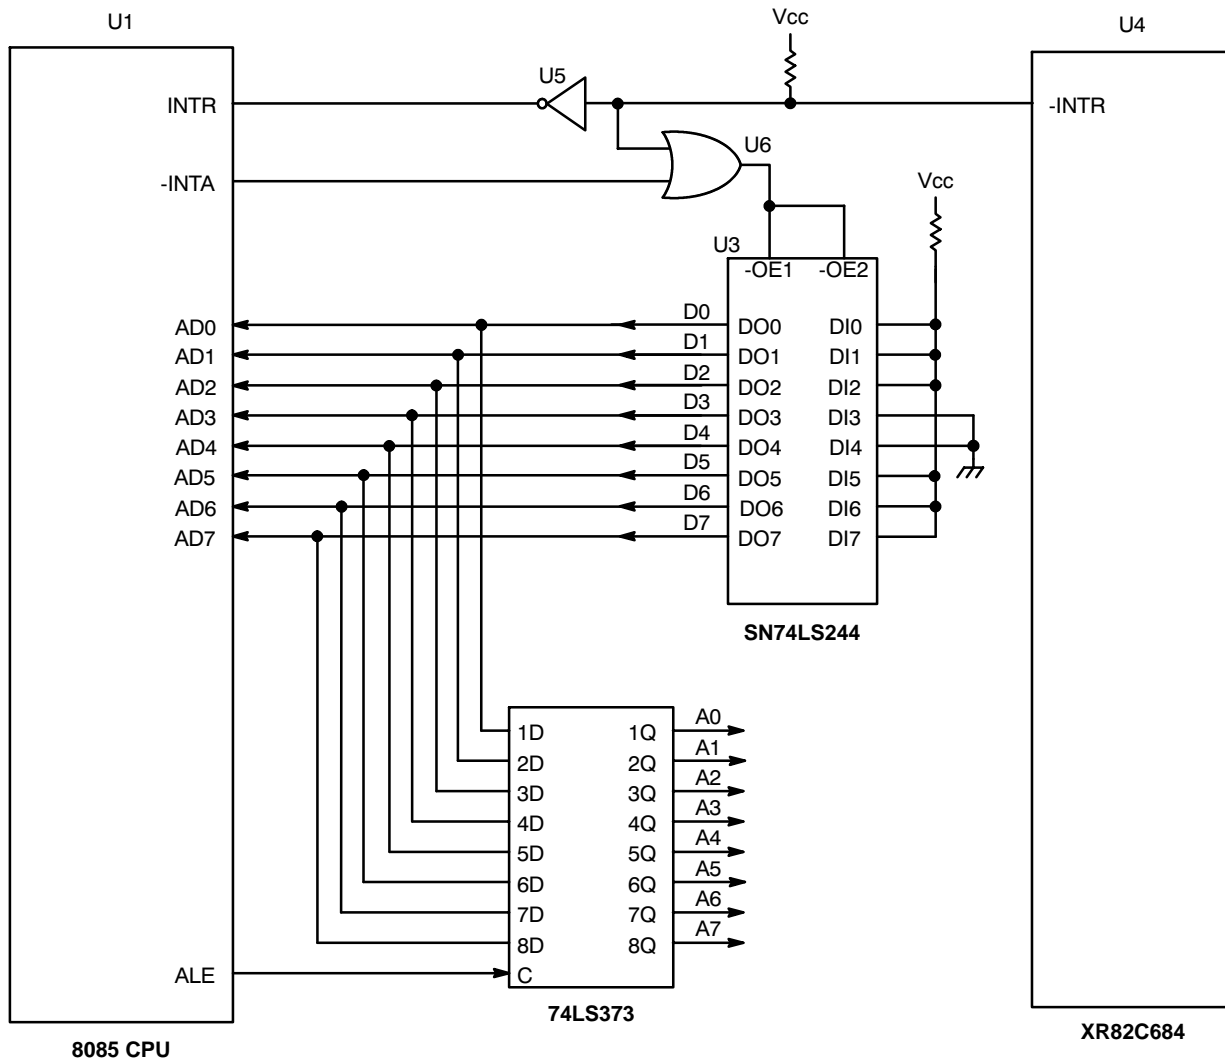 U1
Vcc
U4
U5
INTR
-INTR
U6
-INTA
Vcc
U3
-OE1 -OE2
AD0 D0 DO0 DI0
AD1 D1 DO1 DI1
AD2 D2 DO2 DI2
AD3 D3 DO3 DI3
AD4 D4 DO4 DI4
AD5 D5 DO5 DI5
AD6 D6 DO6 DI6
AD7 D7 DO7 DI7
SN74LS244
1D 1Q A0
2D 2Q A1
3D 3Q A2
4D 4Q A3
5D 5Q A4
6D 6Q A5
7D 7Q A6
8D 8Q A7
ALE C
74LS373
XR82C684
8085 CPU